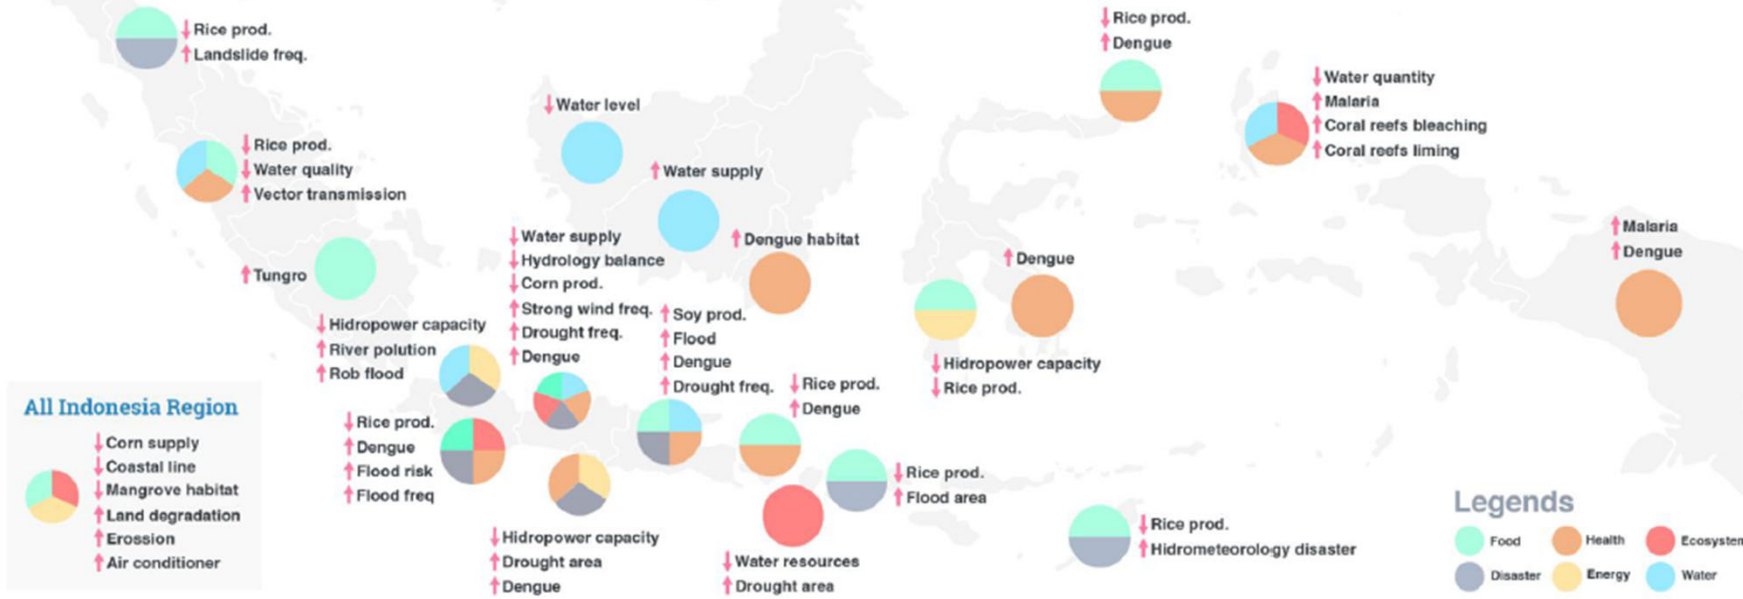 Rice prod.
Landslide freq.
Rice prod.
Water quality
Vector transmission
Tungro
Water level
Water supply
Dengue habitat
Water supply
Hydrology balance
Corn prod.
Strong wind freq.
Drought freq.
Dengue
Soy prod.
Flood
Dengue
Drought freq.
Rice prod.
Dengue
Hidropower capacity
River polution
Rob flood
Rice prod.
Dengue
Flood risk
Flood freq
Hidropower capacity
Drought area
Dengue
Water resources
Drought area
Rice prod.
Flood area
Rice prod.
Hidrometeorology disaster
Hidropower capacity
Rice prod.
Dengue
Rice prod.
Dengue
Water quantity
Malaria
Coral reefs bleaching
Coral reefs liming
Malaria
Dengue
All Indonesia Region
Corn supply
Coastal line
Mangrove habitat
Land degradation
Erossion
Air conditioner
Legends
Food
Health
Ecosystem
Disaster
Energy
Water